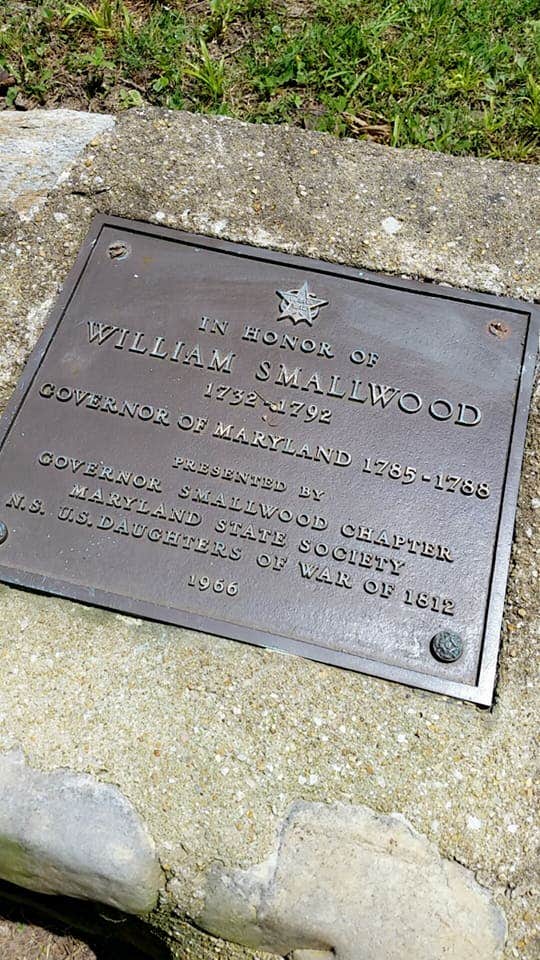 IN HONOR OF
WILLIAM SMALLWOOD
1732 - 1792
GOVERNOR OF MARYLAND 1785 - 1788
PRESENTED BY
GOVERNOR SMALLWOOD CHAPTER
MARYLAND STATE SOCIETY
N.S. U.S. DAUGHTERS OF WAR OF 1812
1966